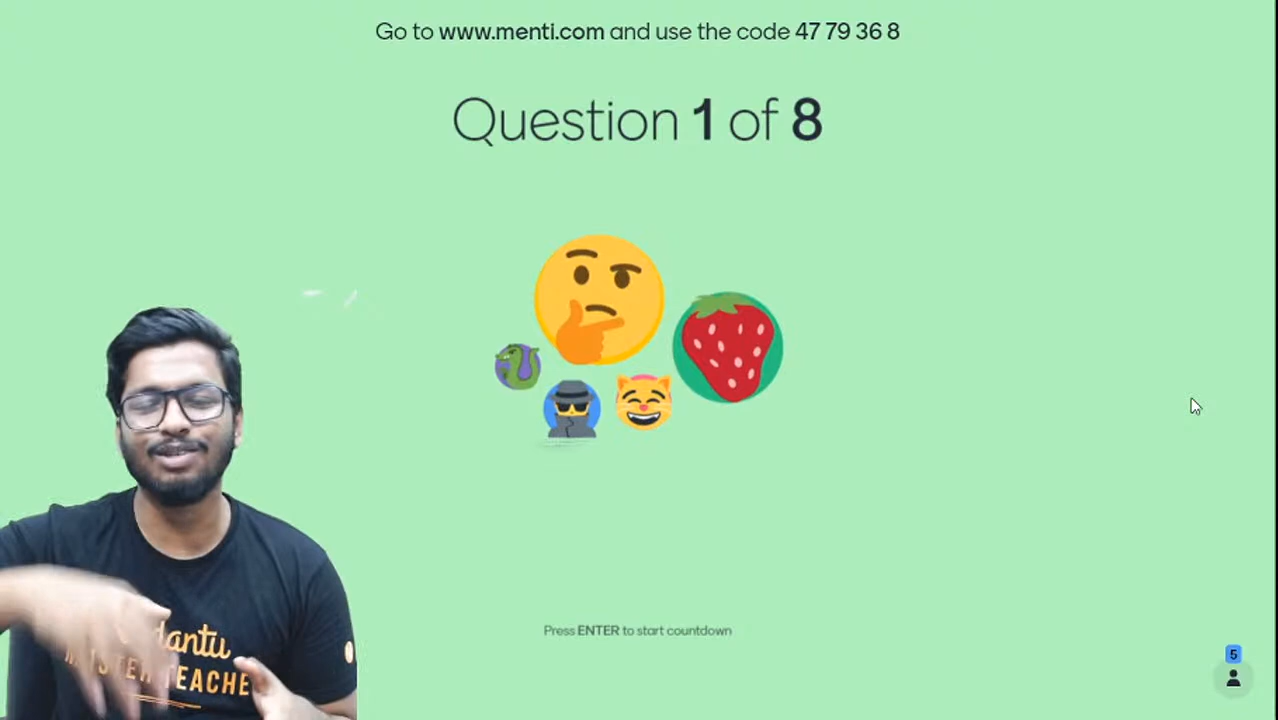 Go to www.menti.com and use the code 47 79 36 8
Question 1 of 8
Press ENTER to start countdown
5